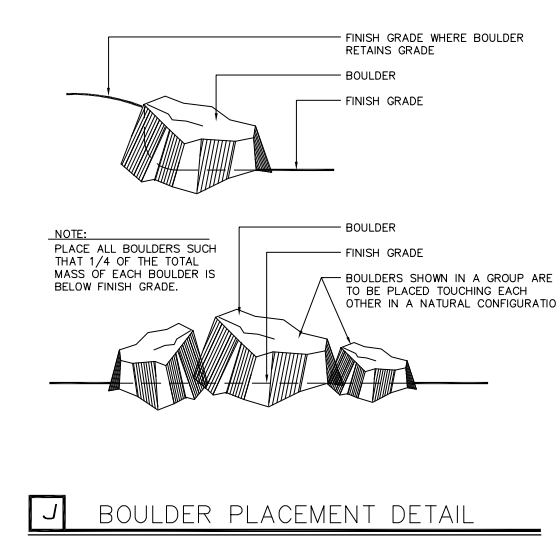 FINISH GRADE WHERE BOULDER
RETAINS GRADE
BOULDER
FINISH GRADE
NOTE:
PLACE ALL BOULDERS SUCH
THAT 1/4 OF THE TOTAL
MASS OF EACH BOULDER IS
BELOW FINISH GRADE.
BOULDER
FINISH GRADE
BOULDERS SHOWN IN A GROUP ARE
TO BE PLACED TOUCHING EACH
OTHER IN A NATURAL CONFIGURATIO
J
BOULDER PLACEMENT DETAIL